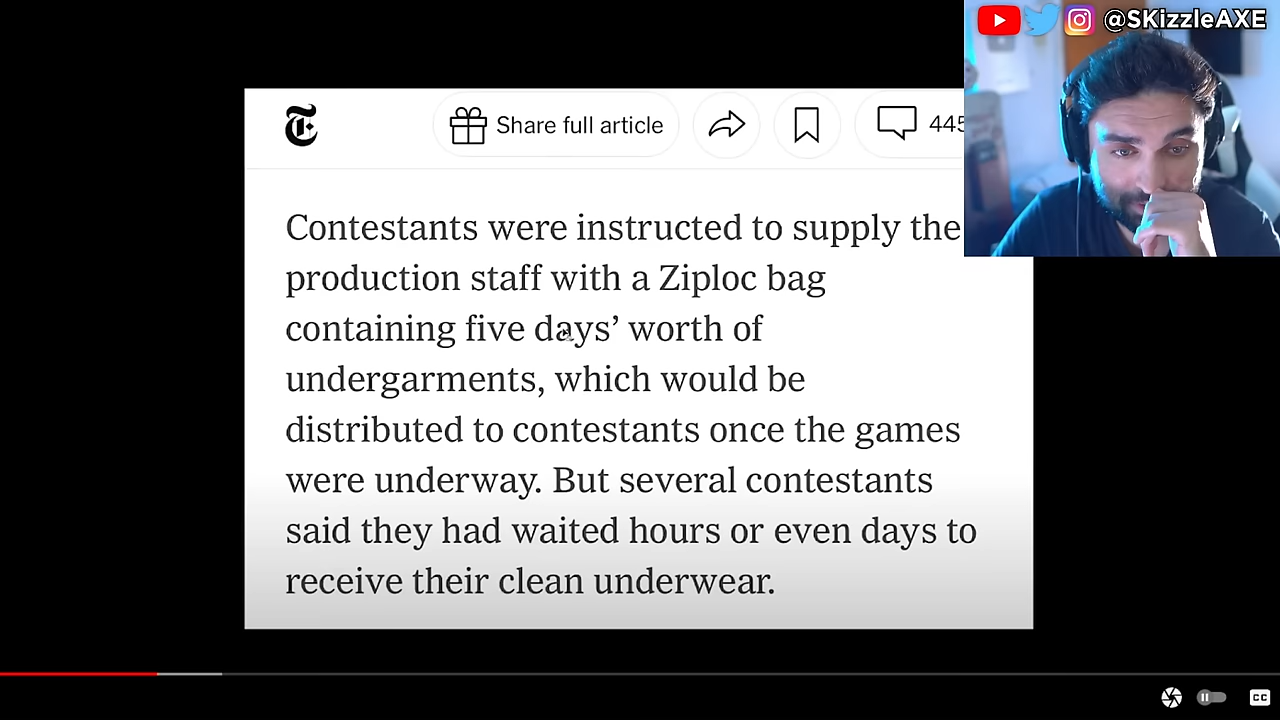 @SKizzleAXE
Share full article
445
Contestants were instructed to supply the
production staff with a Ziploc bag
containing five days’ worth of
undergarments, which would be
distributed to contestants once the games
were underway. But several contestants
said they had waited hours or even days to
receive their clean underwear.
CC